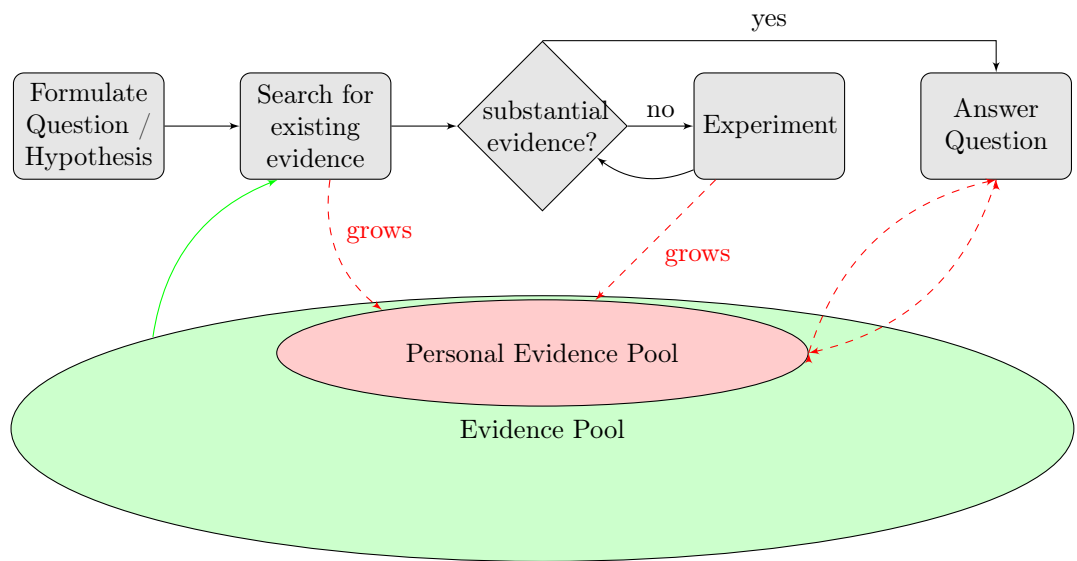 yes
Formulate
Question /
Hypothesis
Search for
existing
evidence
substantial
evidence?
no
Experiment
Answer
Question
grows
grows
Personal Evidence Pool
Evidence Pool